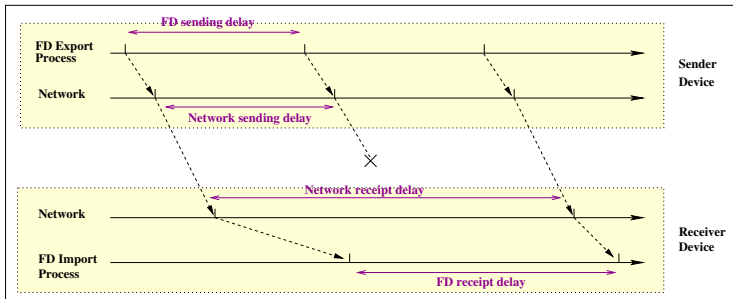 FD sending delay
FD Export
Process
Sender
Device
Network
Network sending delay
Network receipt delay
Network
Receiver
Device
FD Import
Process
FD receipt delay